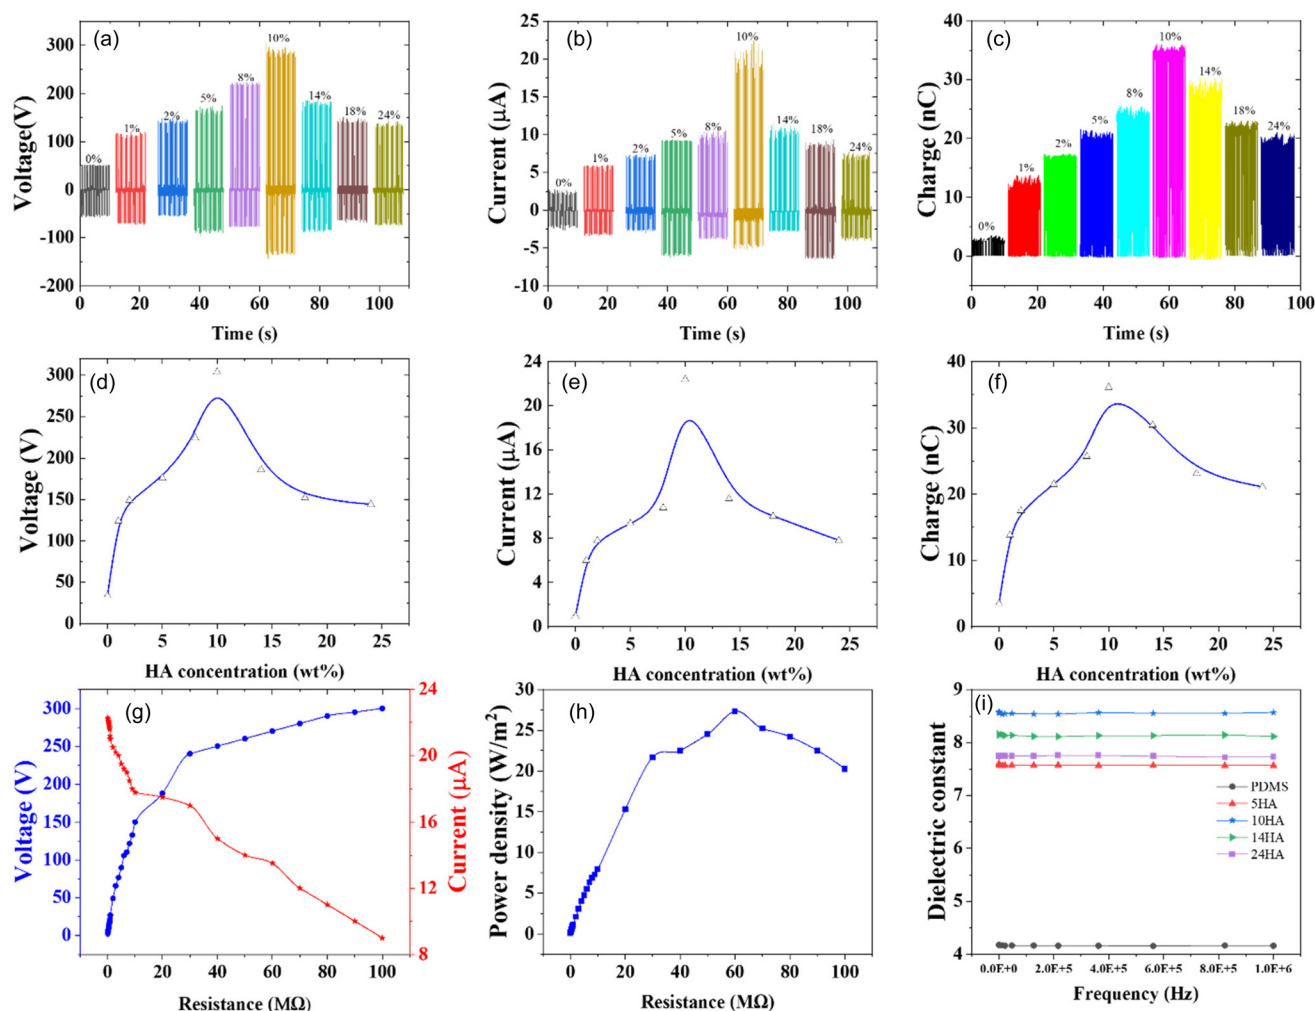 (a)
300
200
100
0
-100
-200
Voltage(V)
0%
1%
2%
5%
8%
10%
14%
18%
24%
0 20 40 60 80 100
Time (s)
(b)
25
20
15
10
5
0
-5
-10
Current (μA)
0%
1%
2%
5%
8%
10%
14%
18%
24%
0 20 40 60 80 100
Time (s)
(c)
40
30
20
10
0
Charge (nC)
0%
1%
2%
5%
8%
10%
14%
18%
24%
0 20 40 60 80 100
Time (s)
(d)
300
250
200
150
100
50
0
Voltage (V)
0 5 10 15 20 25
HA concentration (wt%)
(e)
24
20
16
12
8
4
0
Current (μA)
0 5 10 15 20 25
HA concentration (wt%)
(f)
40
30
20
10
0
Charge (nC)
0 5 10 15 20 25
HA concentration (wt%)
(g)
300
250
200
150
100
50
0
Voltage (V)
24
20
16
12
8
Current (μA)
0 20 40 60 80 100
Resistance (MΩ)
(h)
30
25
20
15
10
5
0
Power density (W/m²)
0 20 40 60 80 100
Resistance (MΩ)
(i)
9
8
7
6
5
4
Dielectric constant
PDMS
5HA
10HA
14HA
24HA
0.0E+0 2.0E+5 4.0E+5 6.0E+5 8.0E+5 1.0E+6
Frequency (Hz)